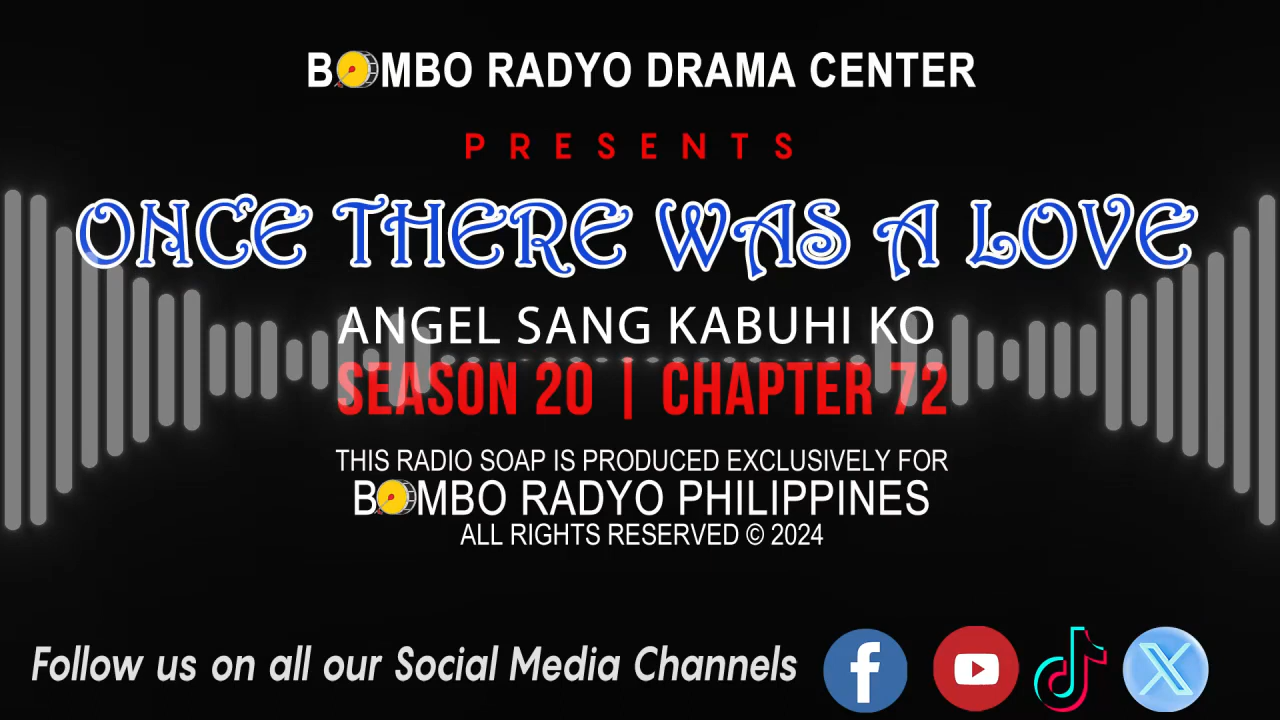 BOMBO RADYO DRAMA CENTER
PRESENTS
ONCE THERE WAS A LOVE
ANGEL SANG KABUHI KO
SEASON 20 | CHAPTER 72
THIS RADIO SOAP IS PRODUCED EXCLUSIVELY FOR
BOMBO RADYO PHILIPPINES
ALL RIGHTS RESERVED © 2024
Follow us on all our Social Media Channels